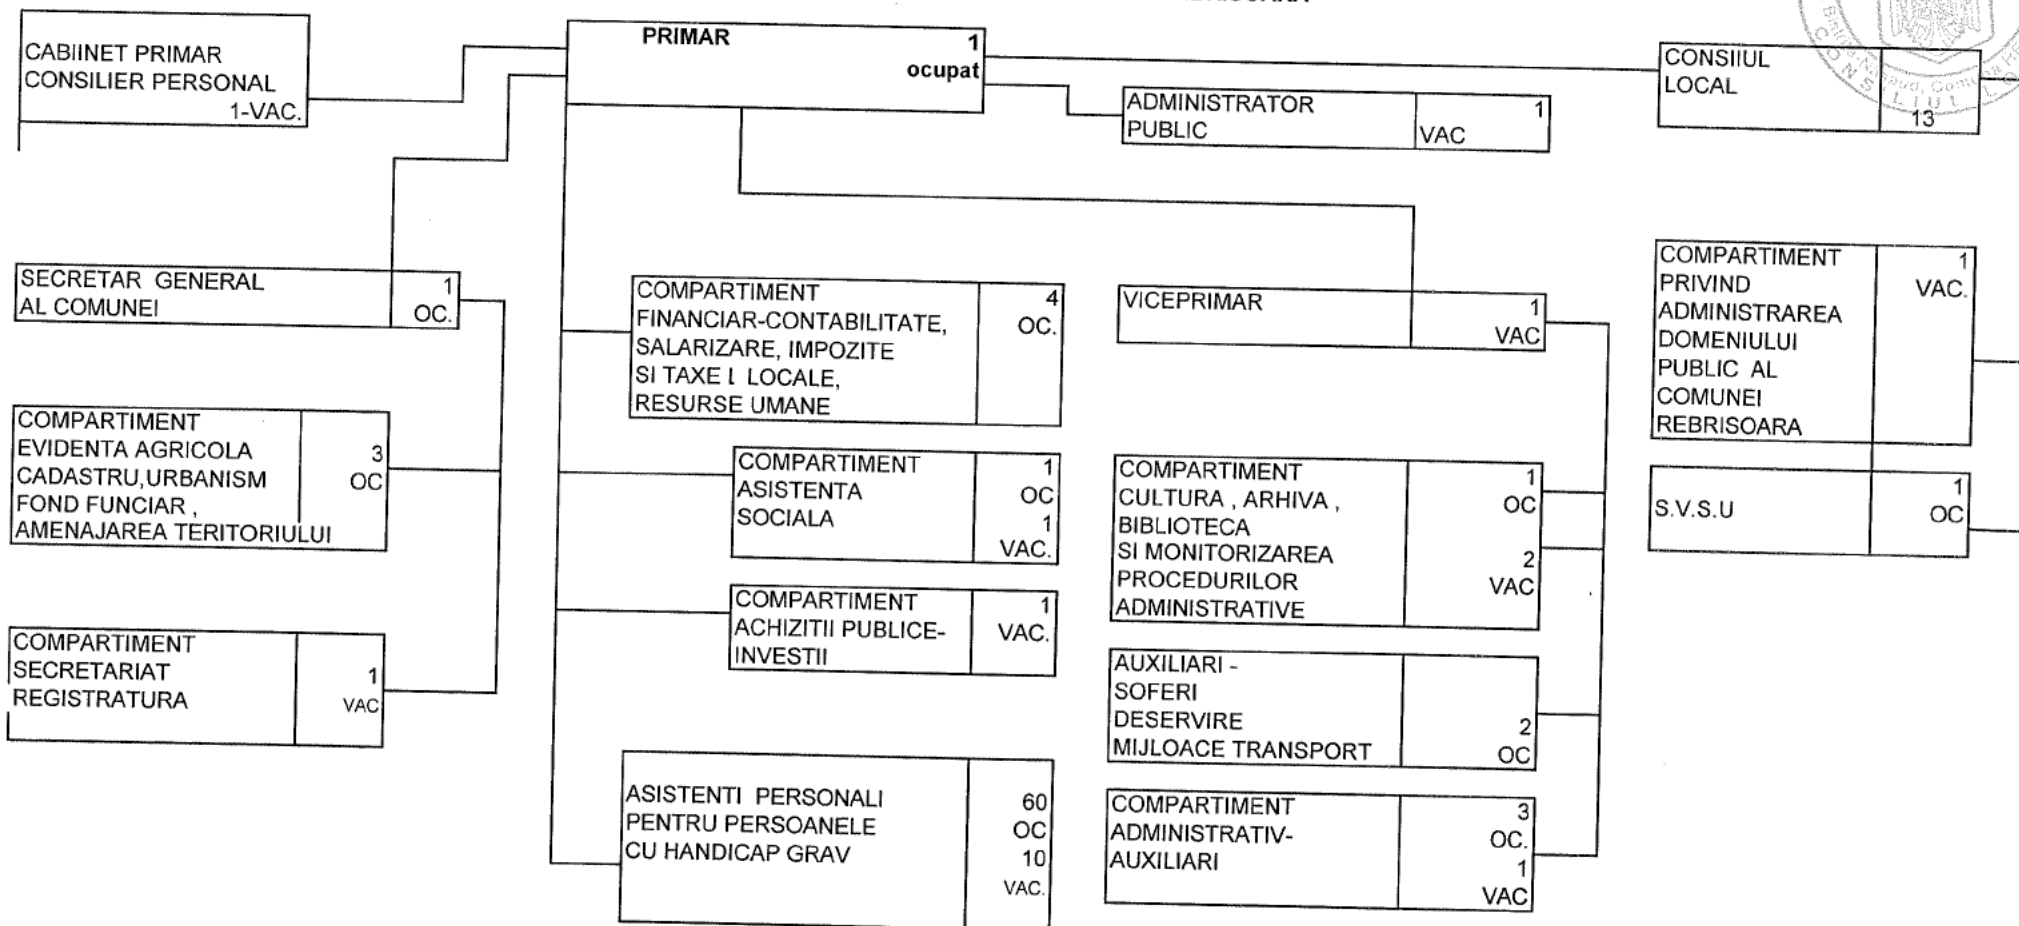 CABIINET PRIMAR
CONSILIER PERSONAL
1-VAC.
PRIMAR 1
ocupat
ADMINISTRATOR 1
PUBLIC VAC
CONSIIUL
LOCAL
13
SECRETAR GENERAL 1
AL COMUNEI OC.
COMPARTIMENT
EVIDENTA AGRICOLA 3
CADASTRU,URBANISM OC
FOND FUNCIAR ,
AMENAJAREA TERITORIULUI
COMPARTIMENT
SECRETARIAT 1
REGISTRATURA VAC
COMPARTIMENT 4
FINANCIAR-CONTABILITATE, OC.
SALARIZARE, IMPOZITE
SI TAXE L LOCALE,
RESURSE UMANE
COMPARTIMENT 1
ASISTENTA OC
SOCIALA 1
VAC.
COMPARTIMENT 1
ACHIZITII PUBLICE- VAC.
INVESTII
ASISTENTI PERSONALI 60
PENTRU PERSOANELE OC
CU HANDICAP GRAV 10
VAC.
VICEPRIMAR 1
VAC
COMPARTIMENT 1
CULTURA , ARHIVA , OC
BIBLIOTECA
SI MONITORIZAREA 2
PROCEDURILOR VAC
ADMINISTRATIVE
AUXILIARI -
SOFERI
DESERVIRE 2
MIJLOACE TRANSPORT OC
COMPARTIMENT 3
ADMINISTRATIV- OC.
AUXILIARI 1
VAC
COMPARTIMENT 1
PRIVIND VAC.
ADMINISTRAREA
DOMENIULUI
PUBLIC AL
COMUNEI
REBRISOARA
S.V.S.U 1
OC